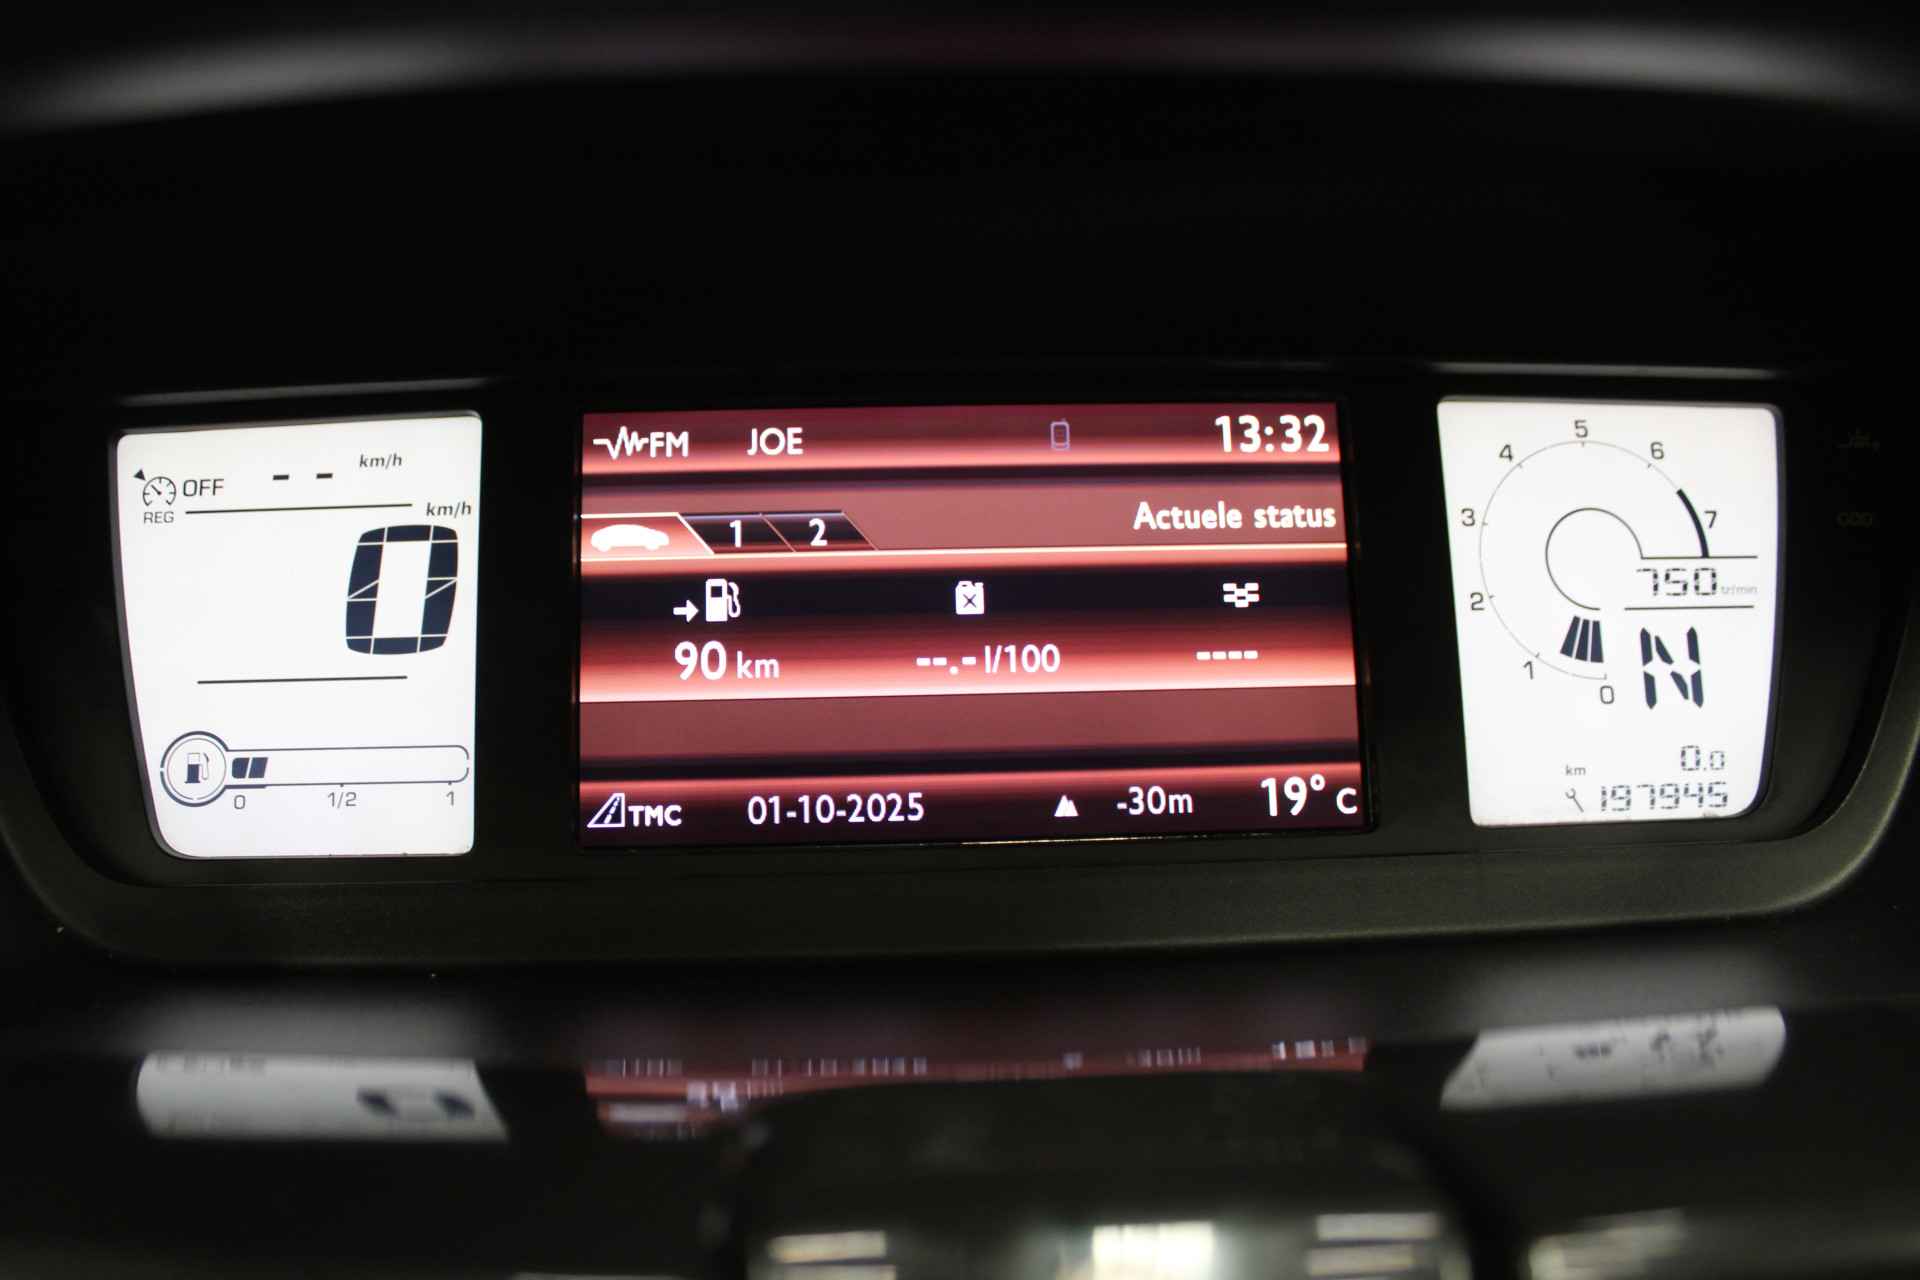 OFF -- km/h
REG
km/h
0
0 1/2 1
FM JOE 13:32
1 2 Actuele status
90 km --.- l/100 ----
TMC 01-10-2025 -30m 19° C
5
4 6
3 7
750 tr/min
2
N
1
0
0.0
km
197945